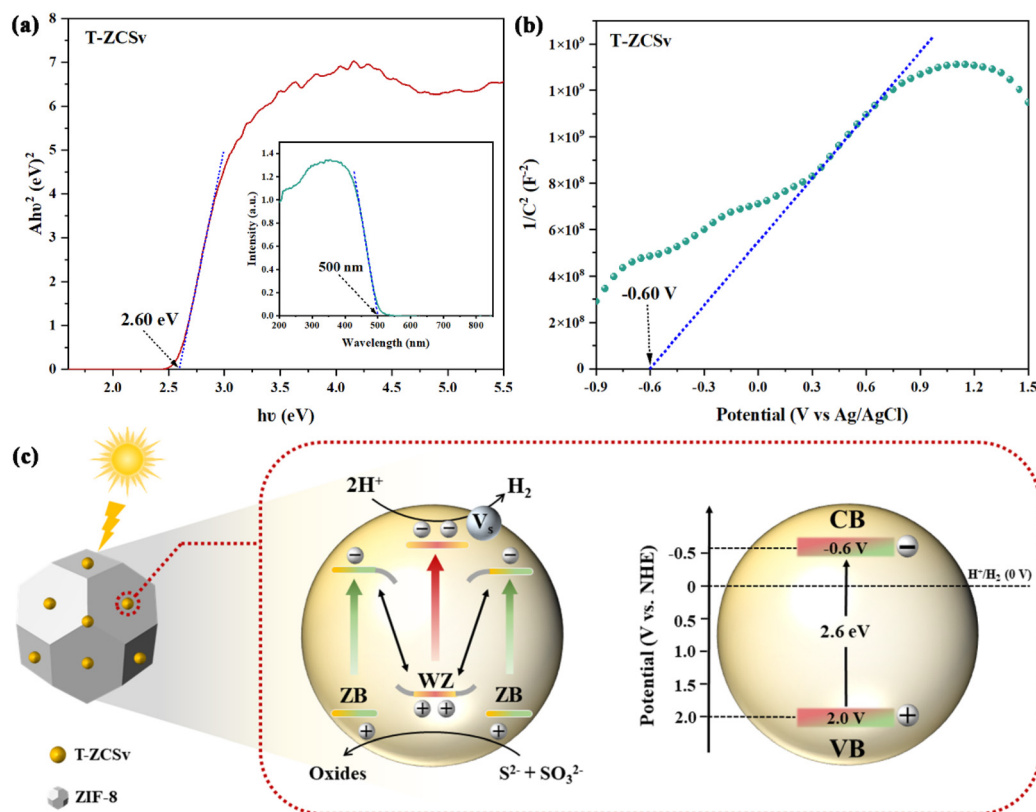 (a)
T-ZCSv
8
7
6
5
4
3
2
1
0
Ahυ² (eV)²
2.60 eV
2.0
2.5
3.0
3.5
4.0
4.5
5.0
5.5
hυ (eV)
1.4
1.2
1.0
0.8
0.6
0.4
0.2
0.0
Intensity (a.u.)
500 nm
200
300
400
500
600
700
800
Wavelength (nm)
(b)
T-ZCSv
1×10⁹
1×10⁹
1×10⁹
8×10⁸
6×10⁸
4×10⁸
2×10⁸
0
1/C² (F⁻²)
-0.60 V
-0.9
-0.6
-0.3
0.0
0.3
0.6
0.9
1.2
1.5
Potential (V vs Ag/AgCl)
(c)
T-ZCSv
ZIF-8
2H⁺
H₂
Vs
ZB
WZ
ZB
Oxides
S²⁻ + SO₃²⁻
Potential (V vs. NHE)
-0.5
0
0.5
1.0
1.5
2.0
CB
-0.6 V
H⁺/H₂ (0 V)
2.6 eV
2.0 V
VB